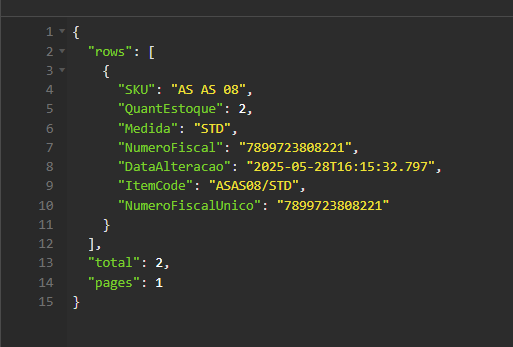 1 {
2 "rows": [
3 {
4 "SKU": "AS AS 08",
5 "QuantEstoque": 2,
6 "Medida": "STD",
7 "NumeroFiscal": "7899723808221",
8 "DataAlteracao": "2025-05-28T16:15:32.797",
9 "ItemCode": "ASAS08/STD",
10 "NumeroFiscalUnico": "7899723808221"
11 }
12 ],
13 "total": 2,
14 "pages": 1
15 }